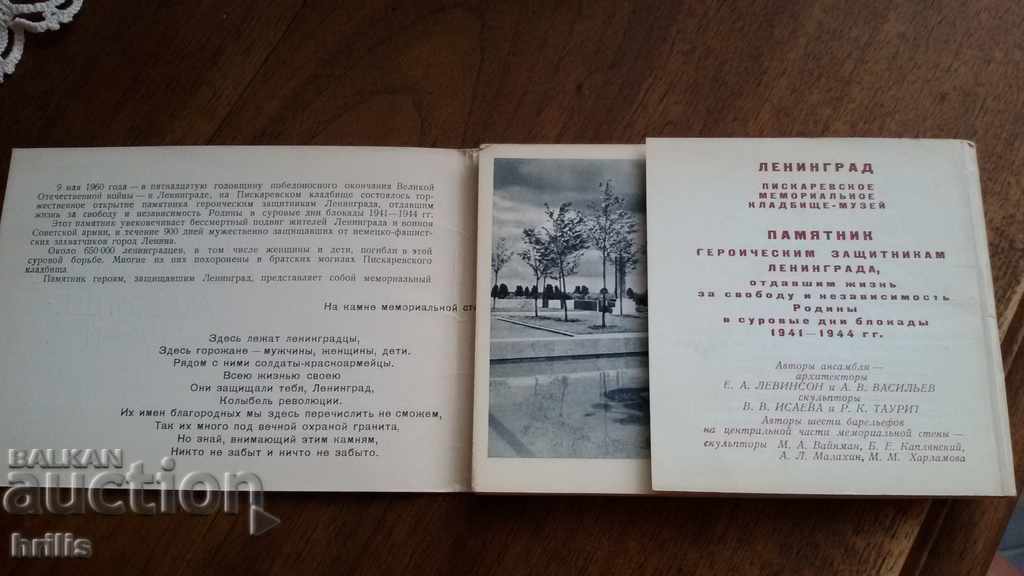 9 мая 1960 года — в пятнадцатую годовщину победоносного окончания Великой
Отечественной войны — в Ленинграде, на Пискаревском кладбище состоялось тор-
жественное открытие памятника героическим защитникам Ленинграда, отдавшим
жизнь за свободу и независимость Родины в суровые дни блокады 1941—1944 гг.
Этот памятник увековечивает бессмертный подвиг жителей Ленинграда и воинов
Советской Армии, в течение 900 дней мужественно защищавших от немецко-фашист-
ских захватчиков город Ленина.
Около 650 000 ленинградцев, в том числе женщины и дети, погибли в этой
суровой борьбе. Многие из них похоронены в братских могилах Пискаревского
кладбища.
Памятник героям, защищавшим Ленинград, представляет собой мемориальный
На камне мемориальной сте
Здесь лежат ленинградцы,
Здесь горожане — мужчины, женщины, дети.
Рядом с ними солдаты-красноармейцы.
Всею жизнью своею
Они защищали тебя, Ленинград,
Колыбель революции.
Их имен благородных мы здесь перечислить не сможем,
Так их много под вечной охраной гранита.
Но знай, внимающий этим камням,
Никто не забыт и ничто не забыто.
ЛЕНИНГРАД
ПИСКАРЕВСКОЕ
МЕМОРИАЛЬНОЕ
КЛАДБИЩЕ-МУЗЕЙ
ПАМЯТНИК
ГЕРОИЧЕСКИМ ЗАЩИТНИКАМ
ЛЕНИНГРАДА,
отдавшим жизнь
за свободу и независимость
Родины
в суровые дни блокады
1941—1944 гг.
Авторы ансамбля —
архитекторы
Е. А. ЛЕВИНСОН и А. В. ВАСИЛЬЕВ
скульпторы
В. В. ИСАЕВА и Р. К. ТАУРИТ
Авторы шести барельефов
на центральной части мемориальной стены —
скульпторы М. А. Вайнман, Б. Е. Каплянский,
А. Л. Малахин, М. М. Харламова
BALKAN
auction
hrilis